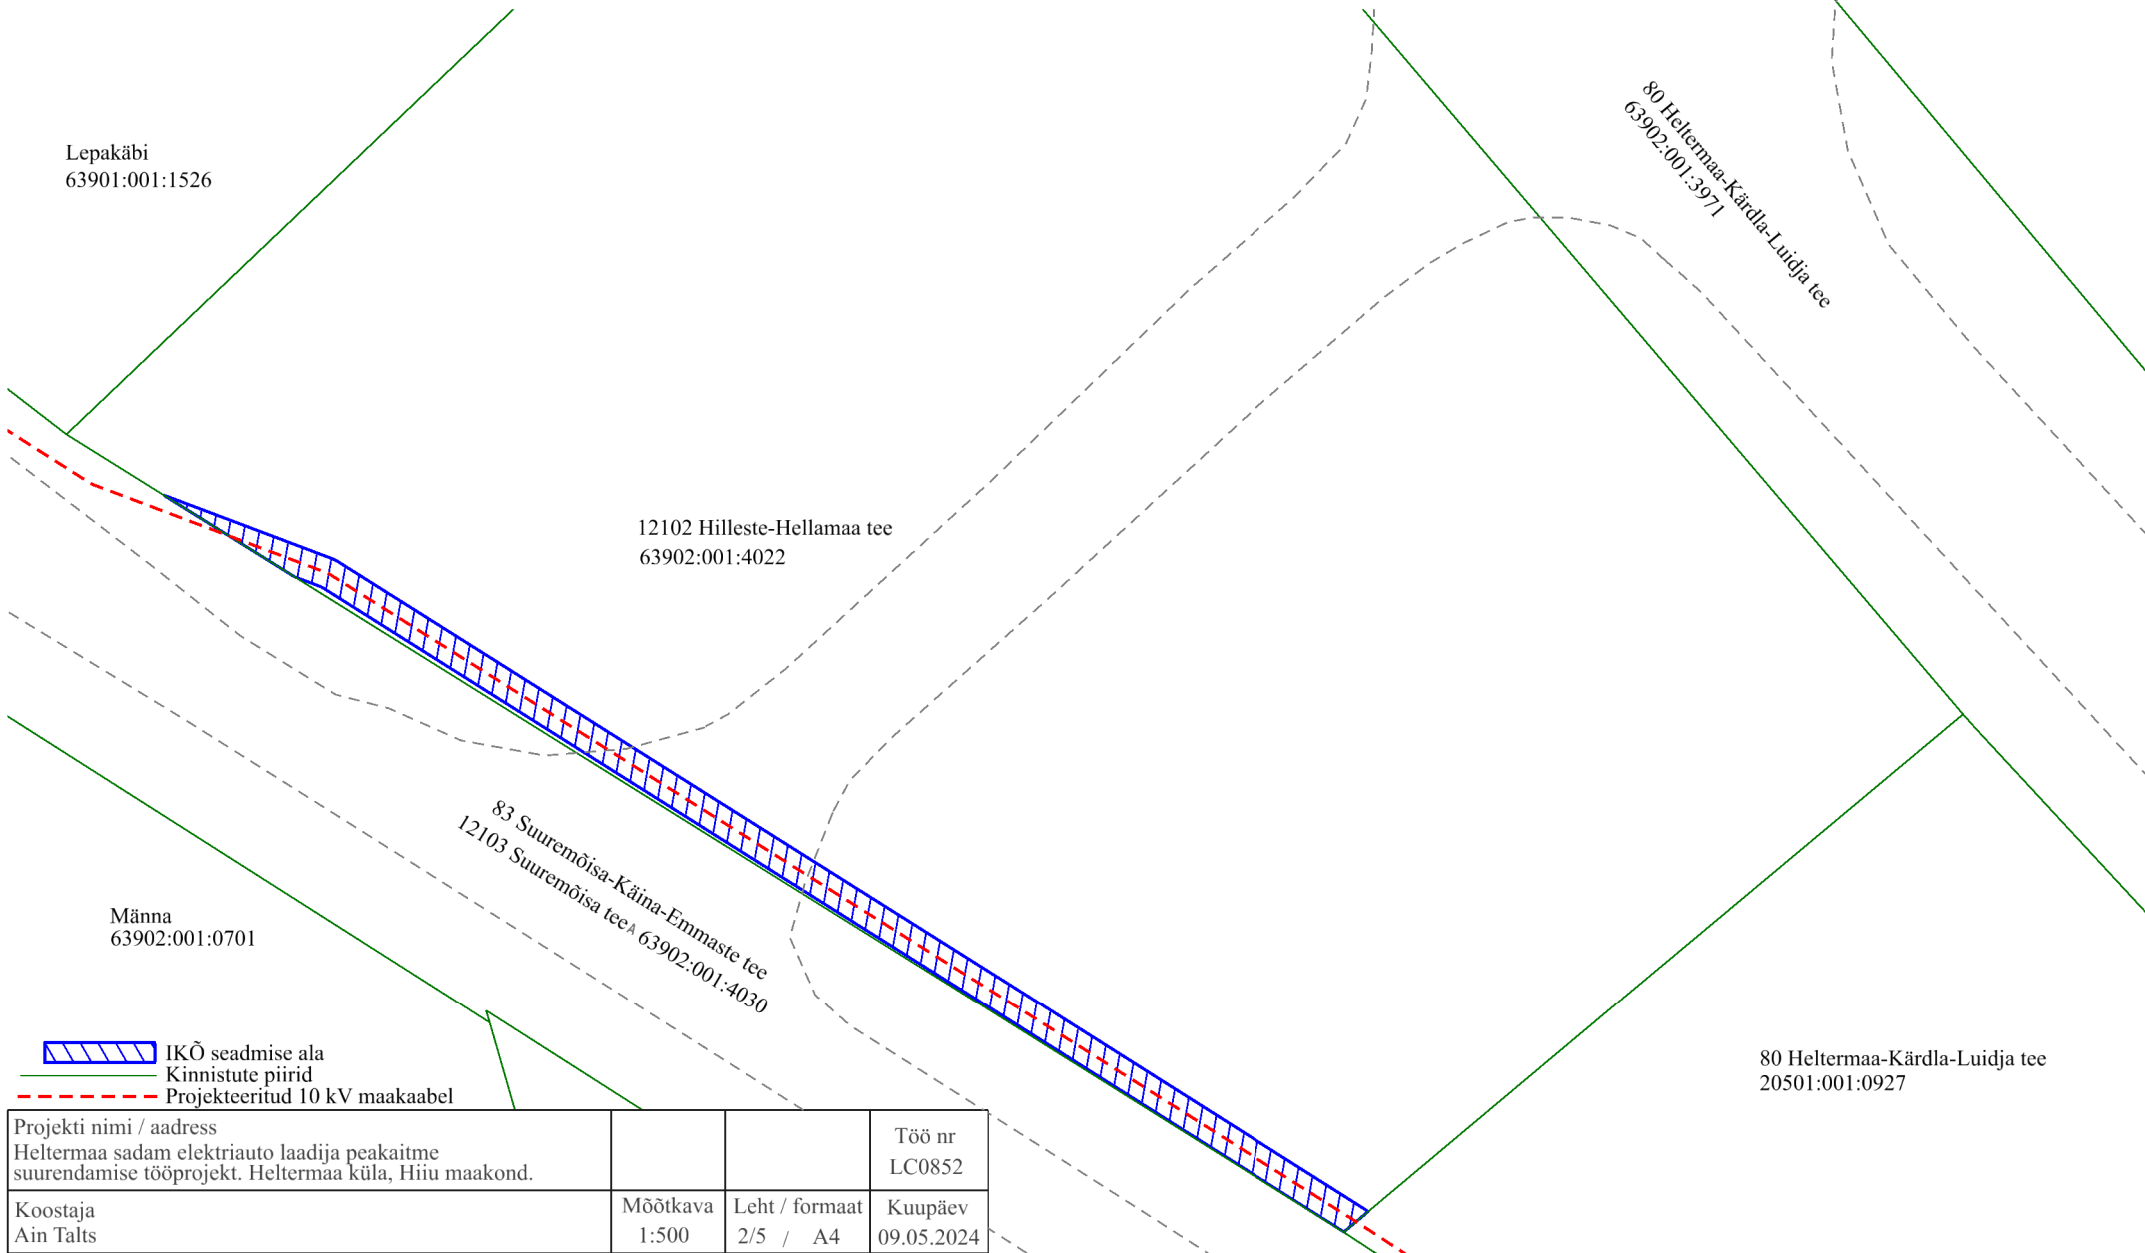 Lepakäbi
63901:001:1526
80 Heltermaa-Kärdla-Luidja tee
63902:001:3971
12102 Hilleste-Hellamaa tee
63902:001:4022
83 Suuremõisa-Käina-Emmaste tee
12103 Suuremõisa teeA 63902:001:4030
Männa
63902:001:0701
80 Heltermaa-Kärdla-Luidja tee
20501:001:0927
IKÕ seadmise ala
Kinnistute piirid
Projekteeritud 10 kV maakaabel
Projekti nimi / aadress
Heltermaa sadam elektriauto laadija peakaitme
suurendamise tööprojekt. Heltermaa küla, Hiiu maakond.
Töö nr
LC0852
Koostaja
Ain Talts
Mõõtkava
1:500
Leht / formaat
2/5 / A4
Kuupäev
09.05.2024